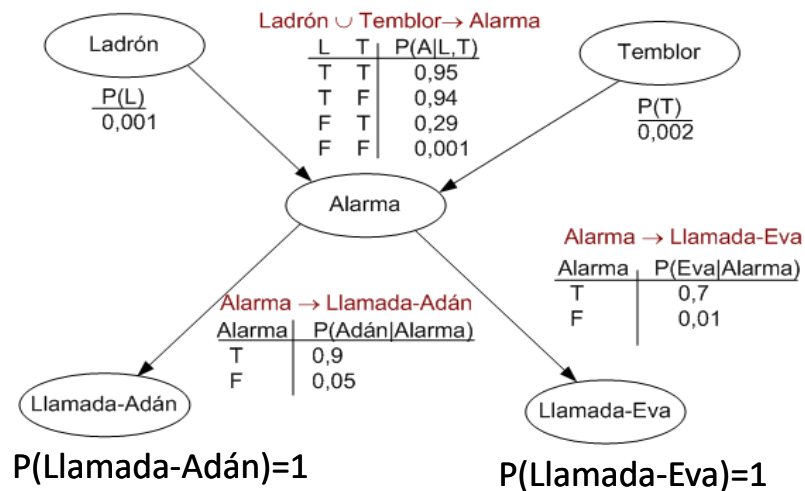 Ladrón ∪ Temblor→ Alarma
Ladrón
Temblor
L T P(A|L,T)
T T 0,95
T F 0,94
F T 0,29
F F 0,001
P(L)
0,001
P(T)
0,002
Alarma
Alarma → Llamada-Eva
Alarma P(Eva|Alarma)
T 0,7
F 0,01
Alarma → Llamada-Adán
Alarma P(Adán|Alarma)
T 0,9
F 0,05
Llamada-Adán
Llamada-Eva
P(Llamada-Adán)=1
P(Llamada-Eva)=1